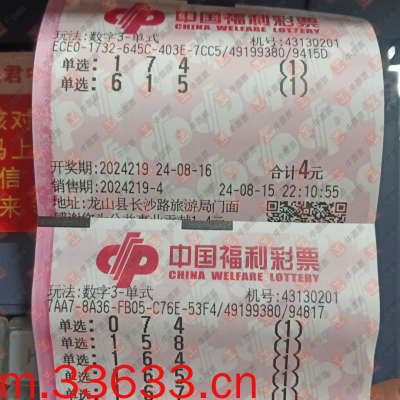 中国福利彩票
CHINA WELFARE LOTTERY
玩法:数字3-单式 机号:43130201
ECE0-1732-645C-403E-7CC5/49199380/9415D
单选: 1 7 4 (1)
单选: 6 1 5 (1)
开奖期:2024219 24-08-16 合计4元
销售期:2024219-4 24-08-15 22:10:55
地址:龙山县长沙路旅游局门面
中国福利彩票
CHINA WELFARE LOTTERY
玩法:数字3-单式 机号:43130201
7AA7-8A36-FB05-C76E-53F4/49199380/94817
单选: 0 7 4 (1)
单选: 1 5 8 (1)
单选: 1 6 4 (1)
单选: 1 6 5 (1)
m.33633.cn